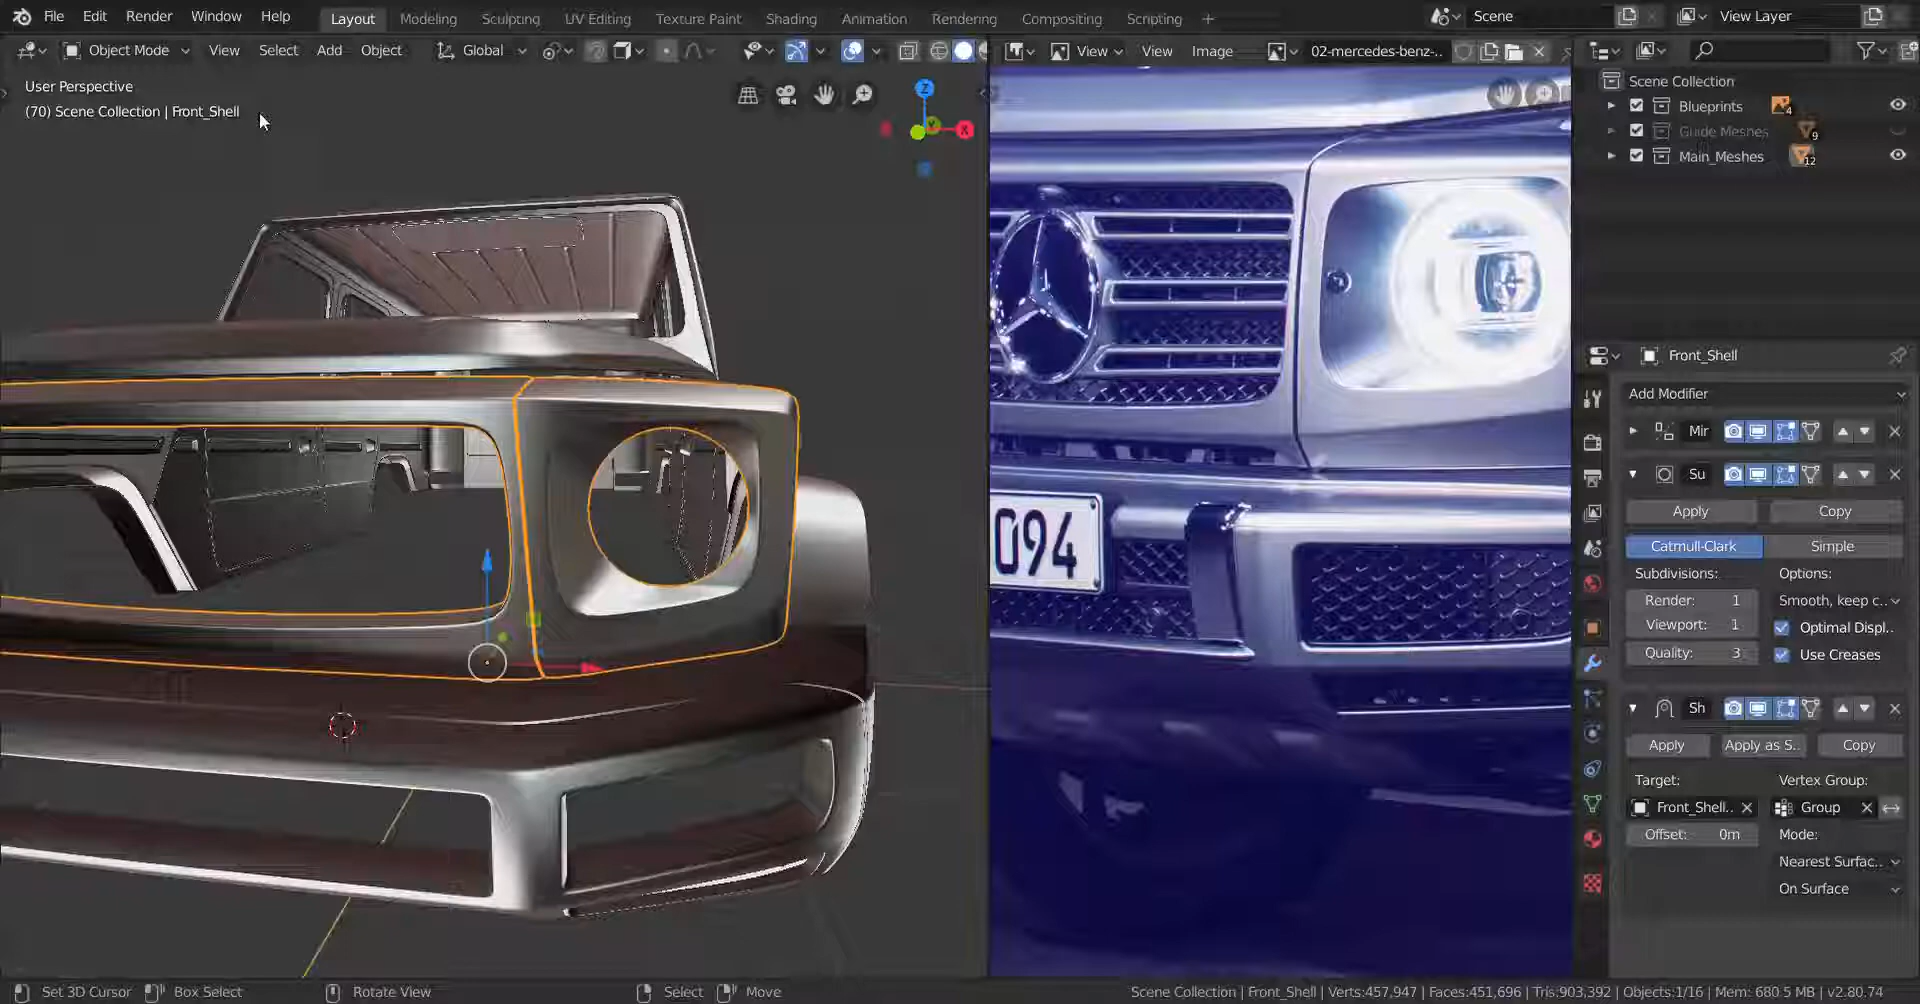 File Edit Render Window Help Layout Modeling Sculpting UV Editing Texture Paint Shading Animation Rendering Compositing Scripting + Scene View Layer
Object Mode View Select Add Object Global View View Image 02-mercedes-benz-..
User Perspective
(70) Scene Collection | Front_Shell
Z
Y
X
094
Scene Collection
Blueprints 4
Guide Meshes 9
Main_Meshes 12
Front_Shell
Add Modifier
Mir
Su
Apply Copy
Catmull-Clark Simple
Subdivisions: Options:
Render: 1 Smooth, keep c..
Viewport: 1 Optimal Displ..
Quality: 3 Use Creases
Sh
Apply Apply as S.. Copy
Target: Vertex Group:
Front_Shell.. Group
Offset: 0m Mode:
Nearest Surfac..
On Surface
Set 3D Cursor Box Select Rotate View Select Move Scene Collection | Front_Shell | Verts:457,947 | Faces:451,696 | Tris:903,392 | Objects:1/16 | Mem: 680.5 MB | v2.80.74